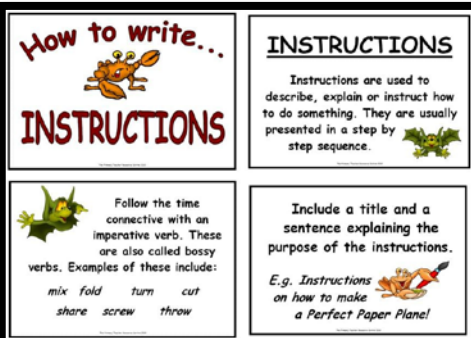 How to write...
INSTRUCTIONS
INSTRUCTIONS
Instructions are used to
describe, explain or instruct how
to do something. They are usually
presented in a step by
step sequence.
Follow the time
connective with an
imperative verb. These
are also called bossy
verbs. Examples of these include:
mix fold turn cut
share screw throw
Include a title and a
sentence explaining the
purpose of the instructions.
E.g. Instructions
on how to make
a Perfect Paper Plane!